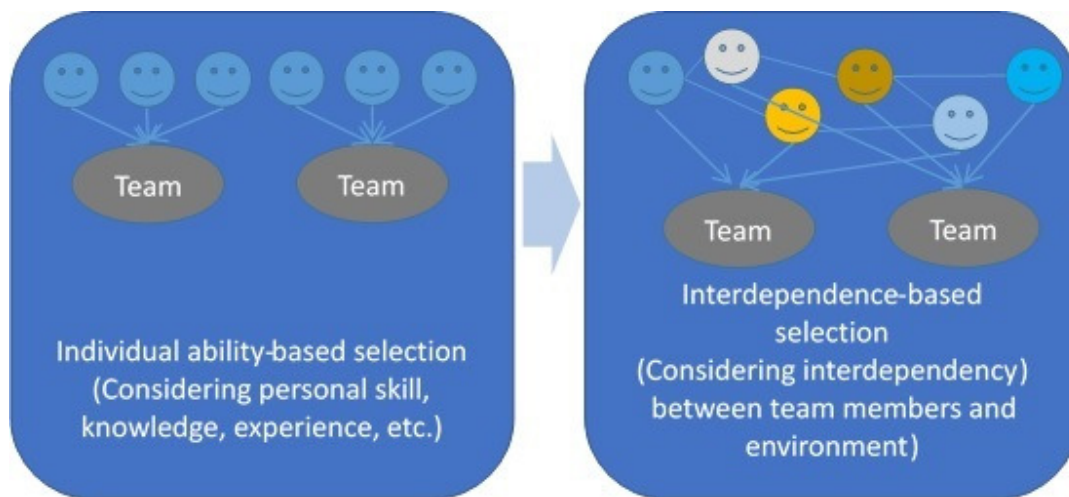 Team
Team
Individual ability-based selection
(Considering personal skill,
knowledge, experience, etc.)
Team
Team
Interdependence-based
selection
(Considering interdependency)
between team members and
environment)